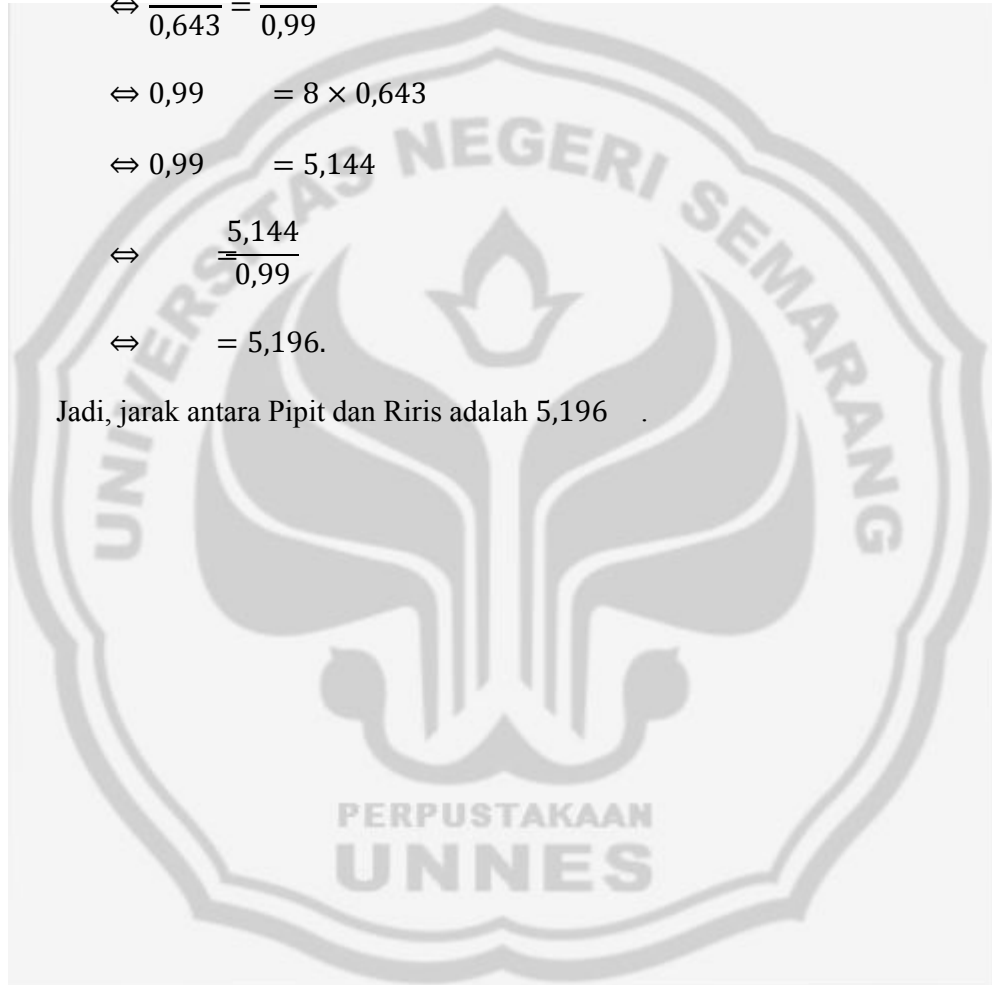 ⇔ /0,643 = /0,99
⇔ 0,99 = 8 × 0,643
⇔ 0,99 = 5,144
⇔ = 5,144/0,99
⇔ = 5,196.
Jadi, jarak antara Pipit dan Riris adalah 5,196 .
UNIVERSITAS NEGERI SEMARANG
PERPUSTAKAAN
UNNES